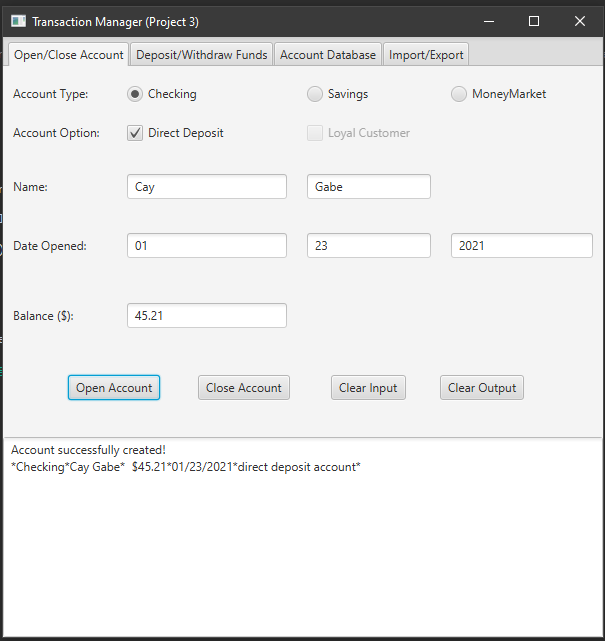 Transaction Manager (Project 3)
Open/Close Account Deposit/Withdraw Funds Account Database Import/Export
Account Type: Checking Savings MoneyMarket
Account Option: Direct Deposit Loyal Customer
Name: Cay Gabe
Date Opened: 01 23 2021
Balance ($): 45.21
Open Account Close Account Clear Input Clear Output
Account successfully created!
*Checking*Cay Gabe*  $45.21*01/23/2021*direct deposit account*